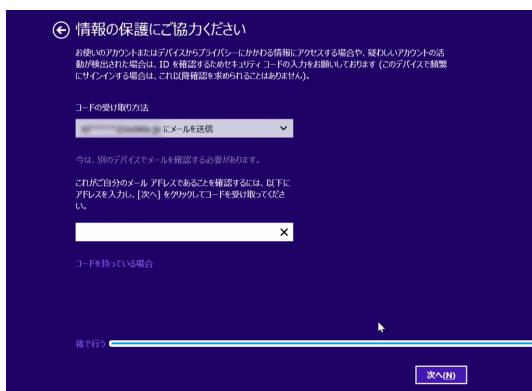 情報の保護にご協力ください
お使いのアカウントまたはデバイスからプライバシーにかかわる情報にアクセスする場合や、疑わしいアカウントの活
動が検出された場合は、ID を確認するためセキュリティ コードの入力をお願いしております (このデバイスで頻繁
にサインインする場合は、これ以降確認を求められることはありません)。
コードの受け取り方法
にメールを送信
今は、別のデバイスでメールを確認する必要があります。
これがご自分のメール アドレスであることを確認するには、以下に
アドレスを入力し、[次へ] をクリックしてコードを受け取ってくださ
い。
コードを持っている場合
後で行う
次へ(N)